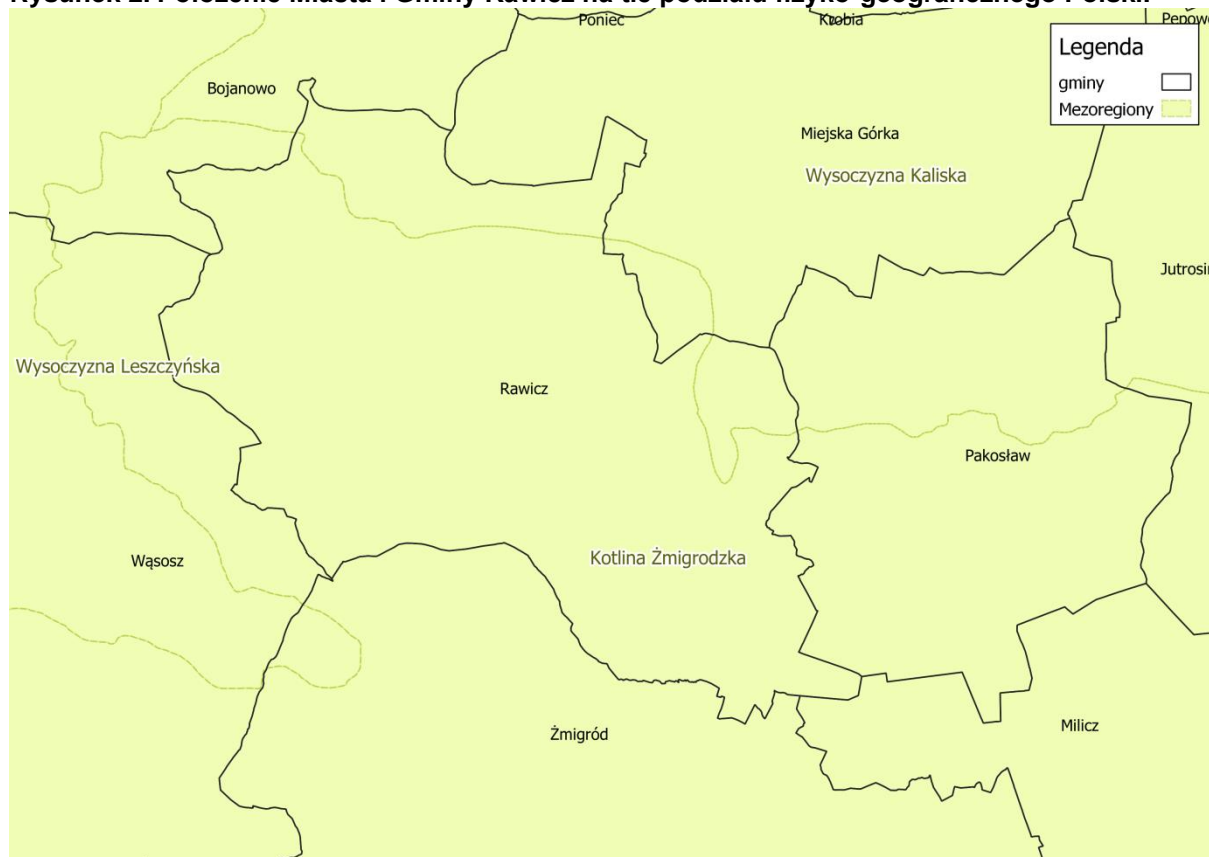 Poniec
Krobia
Legenda
gminy
Mezoregiony
Bojanowo
Miejska Górka
Wysoczyzna Kaliska
Wysoczyzna Leszczyńska
Rawicz
Pakosław
Wąsosz
Kotlina Żmigrodzka
Żmigród
Milicz